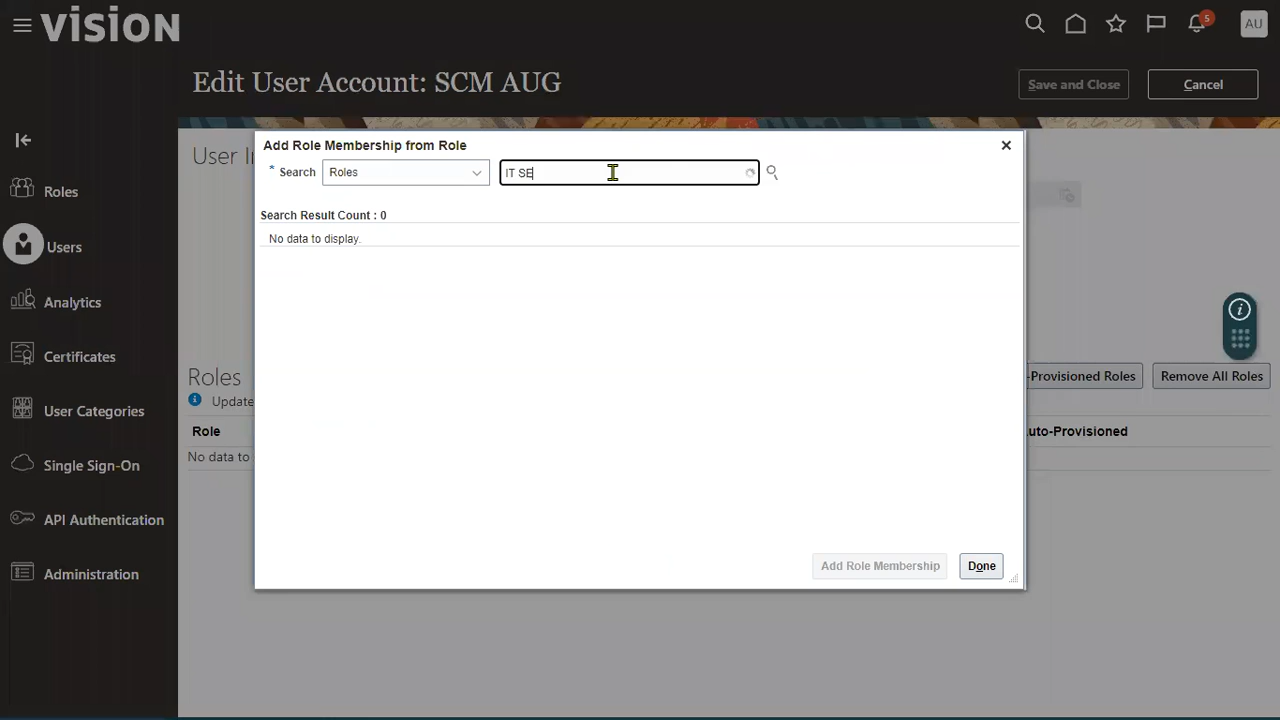 vision
5
AU
Edit User Account: SCM AUG
Save and Close
Cancel
Add Role Membership from Role
* Search
Roles
IT SE
User I
Search Result Count : 0
No data to display.
Roles
Users
Analytics
Certificates
User Categories
Single Sign-On
API Authentication
Administration
Roles
-Provisioned Roles
Remove All Roles
Update
Role
uto-Provisioned
No data to
Add Role Membership
Done